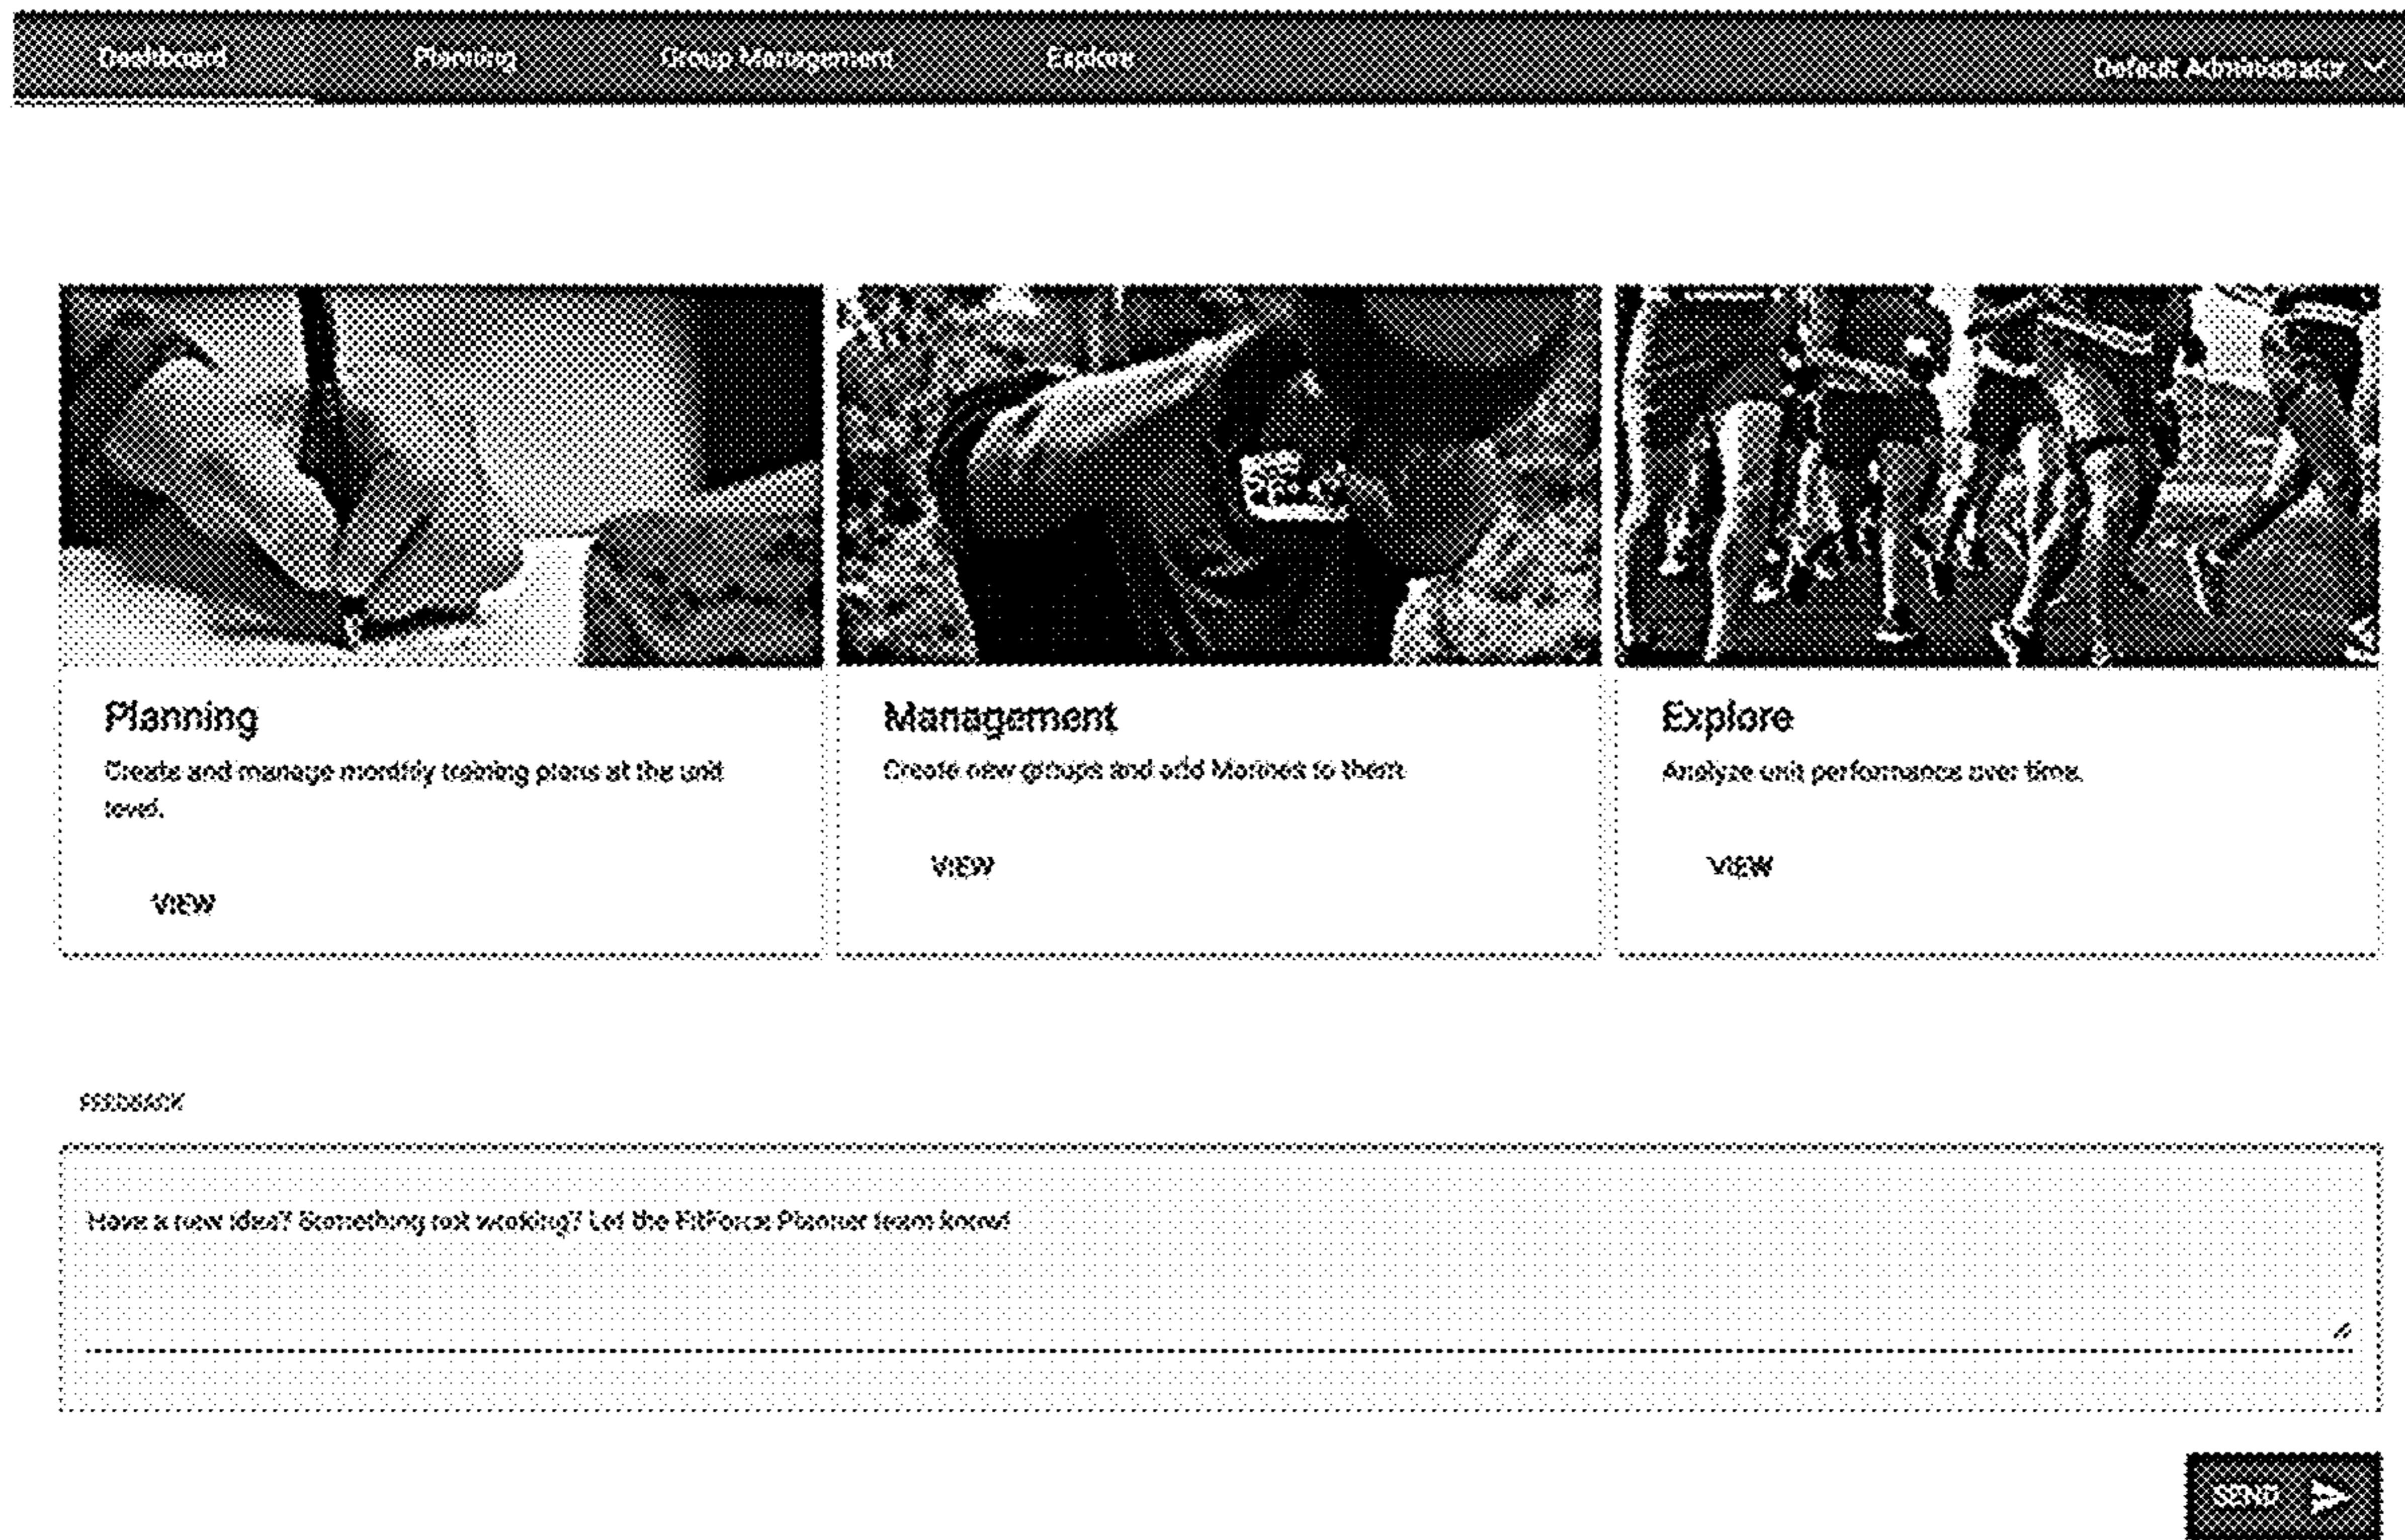 Dashboard
Planning
Group Management
Explore
Default Administrator
Planning
Create and manage monthly training plans at the unit
level.
VIEW
Management
Create new groups and add Marines to them
VIEW
Explore
Analyze unit performance over time.
VIEW
FEEDBACK
Have a new idea? Something not working? Let the FitForce Planner team know!
SEND